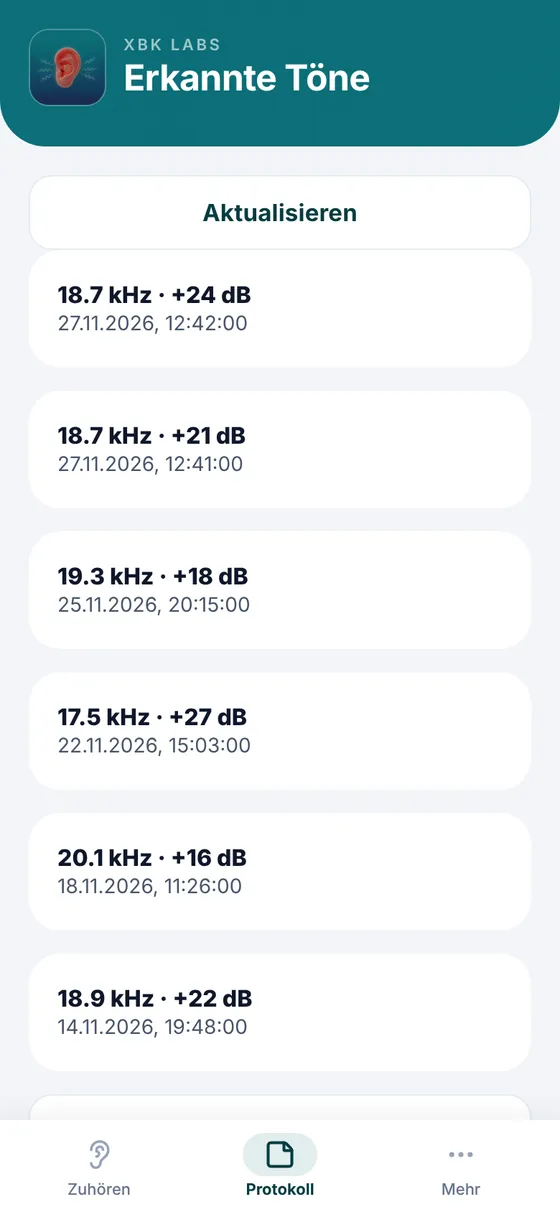 XBK LABS
Erkannte Töne
Aktualisieren
18.7 kHz · +24 dB
27.11.2026, 12:42:00
18.7 kHz · +21 dB
27.11.2026, 12:41:00
19.3 kHz · +18 dB
25.11.2026, 20:15:00
17.5 kHz · +27 dB
22.11.2026, 15:03:00
20.1 kHz · +16 dB
18.11.2026, 11:26:00
18.9 kHz · +22 dB
14.11.2026, 19:48:00
Zuhören
Protokoll
Mehr